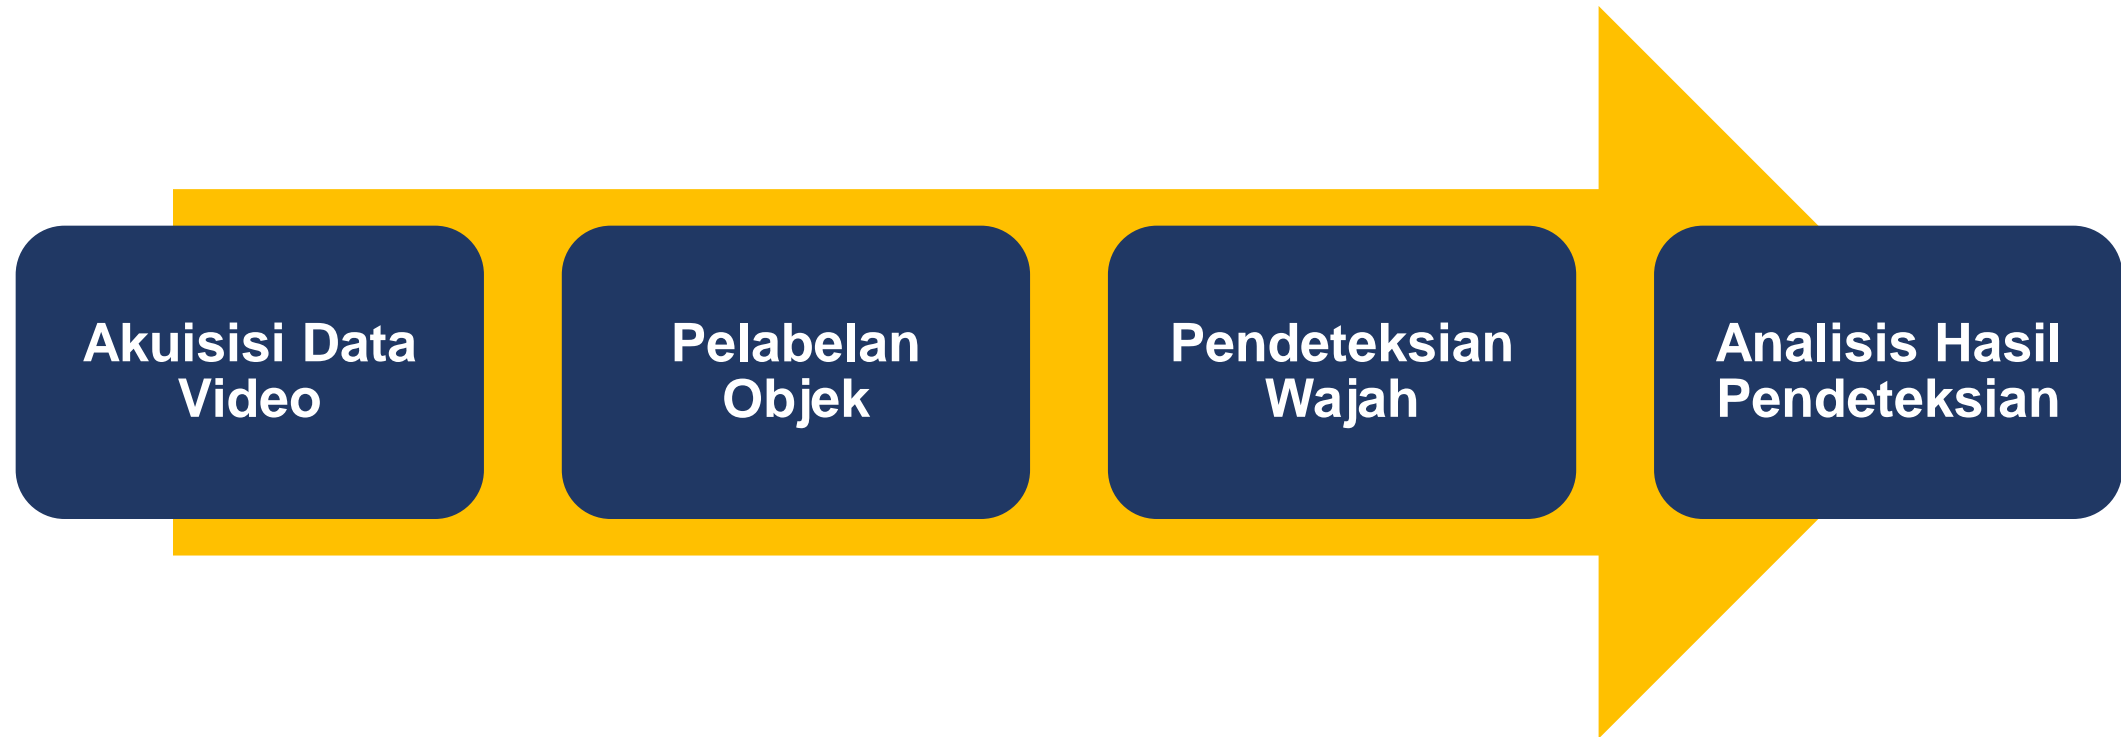 Akuisisi Data
Video
Pelabelan
Objek
Pendeteksian
Wajah
Analisis Hasil
Pendeteksian